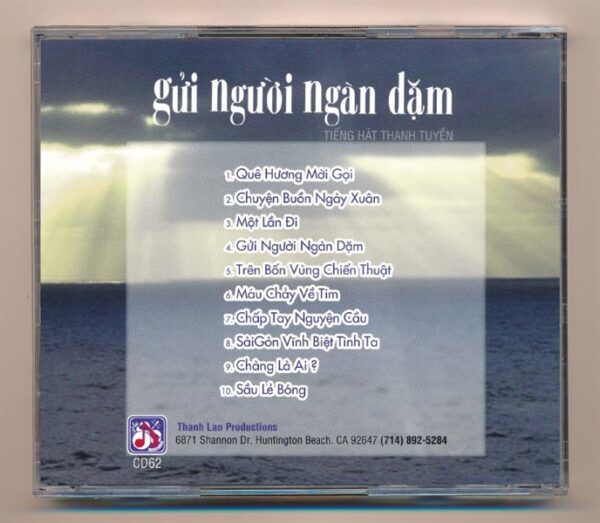 gửi người ngàn dặm
TIẾNG HÁT THANH TUYỀN
1. Quê Hương Mời Gọi
2. Chuyện Buồn Ngày Xuân
3. Một Lần Đi
4. Gửi Người Ngàn Dặm
5. Trên Bốn Vùng Chiến Thuật
6. Máu Chảy Về Tim
7. Chấp Tay Nguyện Cầu
8. SàiGòn Vĩnh Biệt Tình Ta
9. Chàng Là Ai ?
10. Sầu Lẻ Bóng
Thanh Lan Productions
6871 Shannon Dr. Huntington Beach. CA 92647 (714) 892-5284
CD62